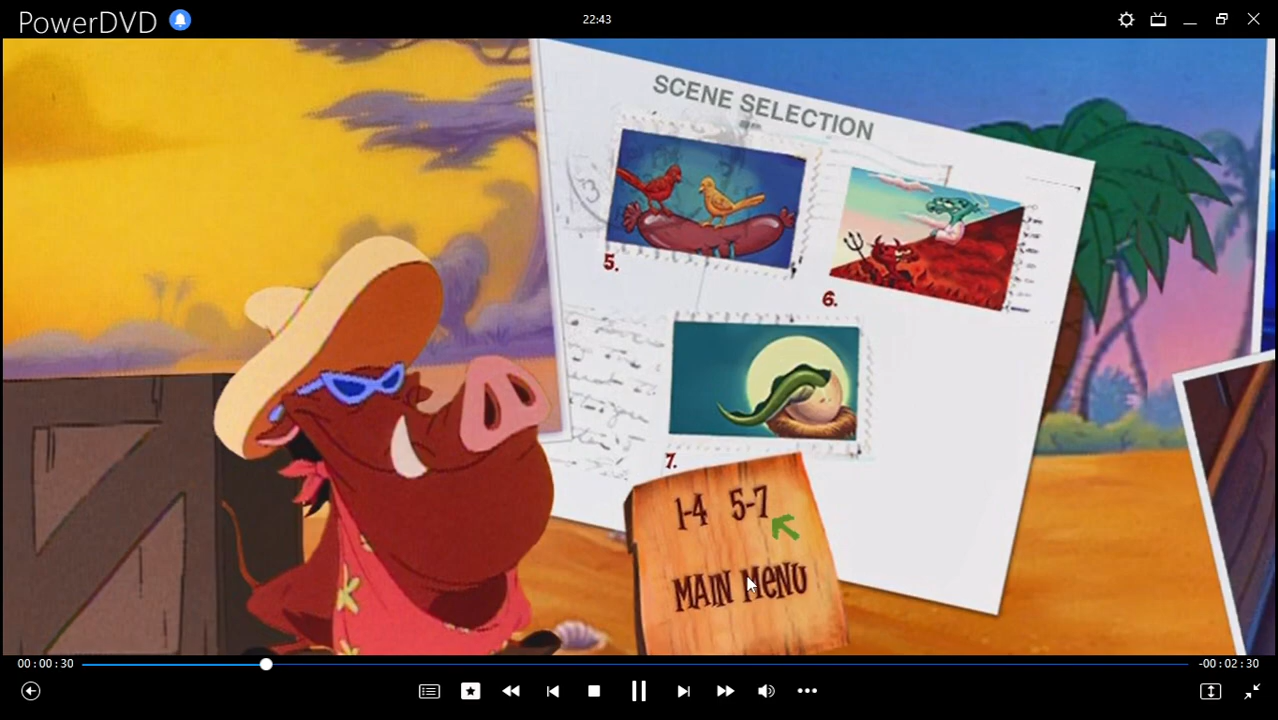 PowerDVD
22:43
SCENE SELECTION
5.
6.
7.
1-4 5-7
MAIN MENU
00:00:30
-00:02:30